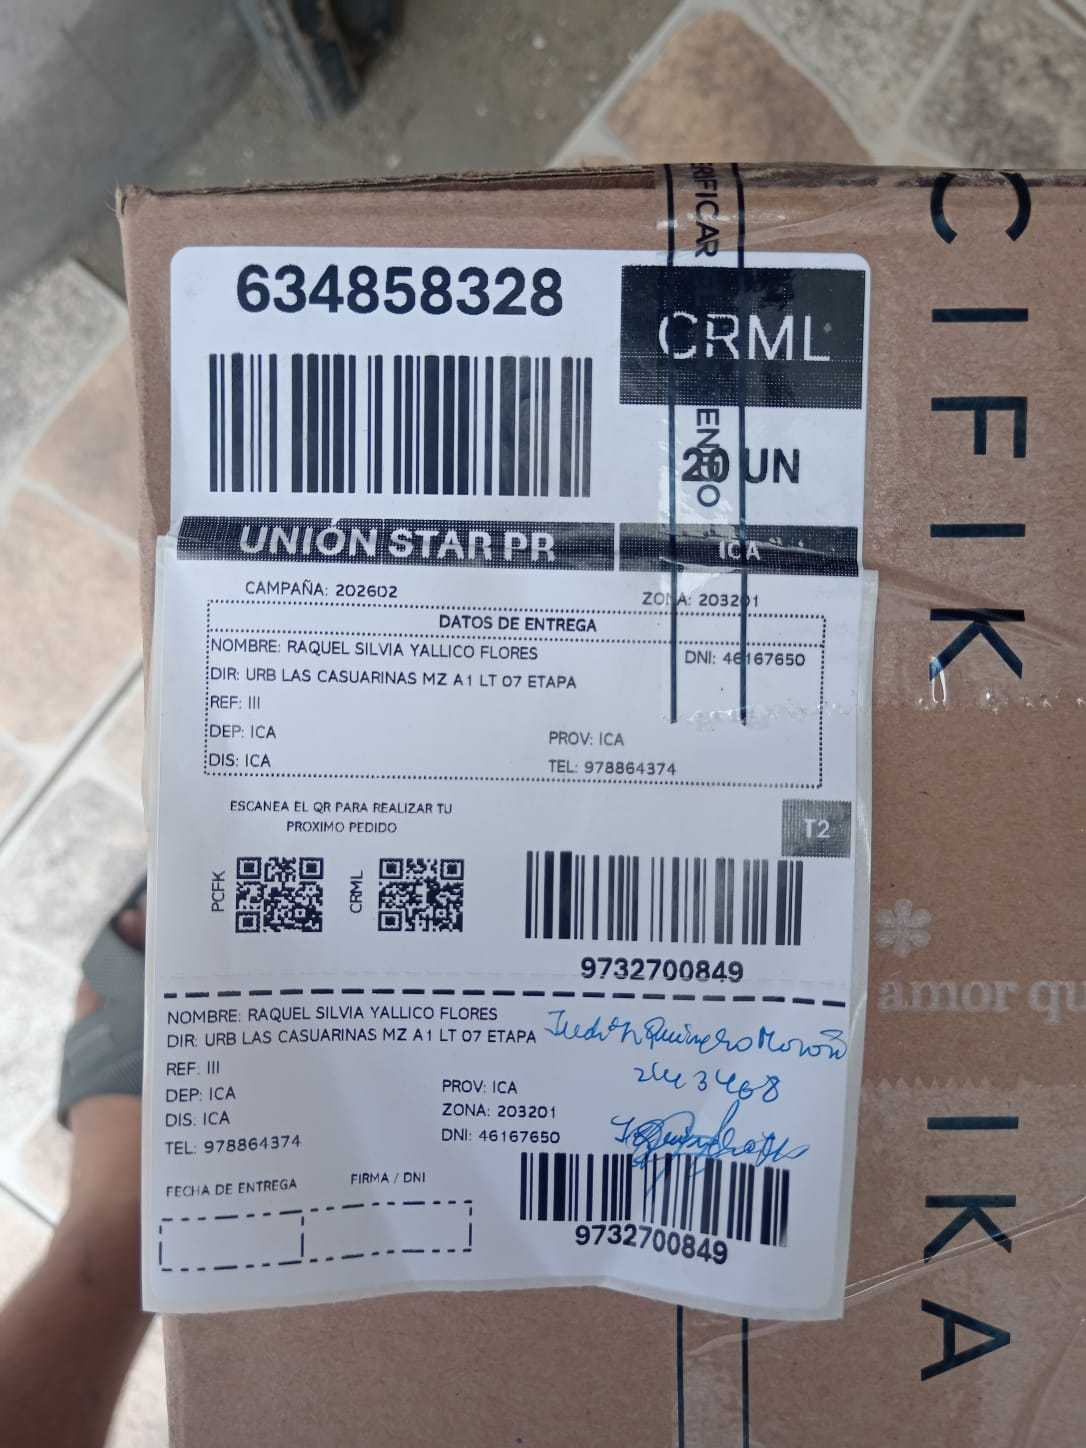 634858328
CRML
20 UN
UNIÓN STAR PR
ICA
CAMPAÑA: 202602
ZONA: 203201
DATOS DE ENTREGA
NOMBRE: RAQUEL SILVIA YALLICO FLORES
DNI: 46167650
DIR: URB LAS CASUARINAS MZ A1 LT 07 ETAPA
REF: III
DEP: ICA
PROV: ICA
DIS: ICA
TEL: 978864374
ESCANEA EL QR PARA REALIZAR TU
PROXIMO PEDIDO
T2
PCFK
CRML
9732700849
NOMBRE: RAQUEL SILVIA YALLICO FLORES
DIR: URB LAS CASUARINAS MZ A1 LT 07 ETAPA
REF: III
DEP: ICA
PROV: ICA
DIS: ICA
ZONA: 203201
TEL: 978864374
DNI: 46167650
FECHA DE ENTREGA
FIRMA / DNI
9732700849
RIFICAR
CIFIK
amor qu
IKA